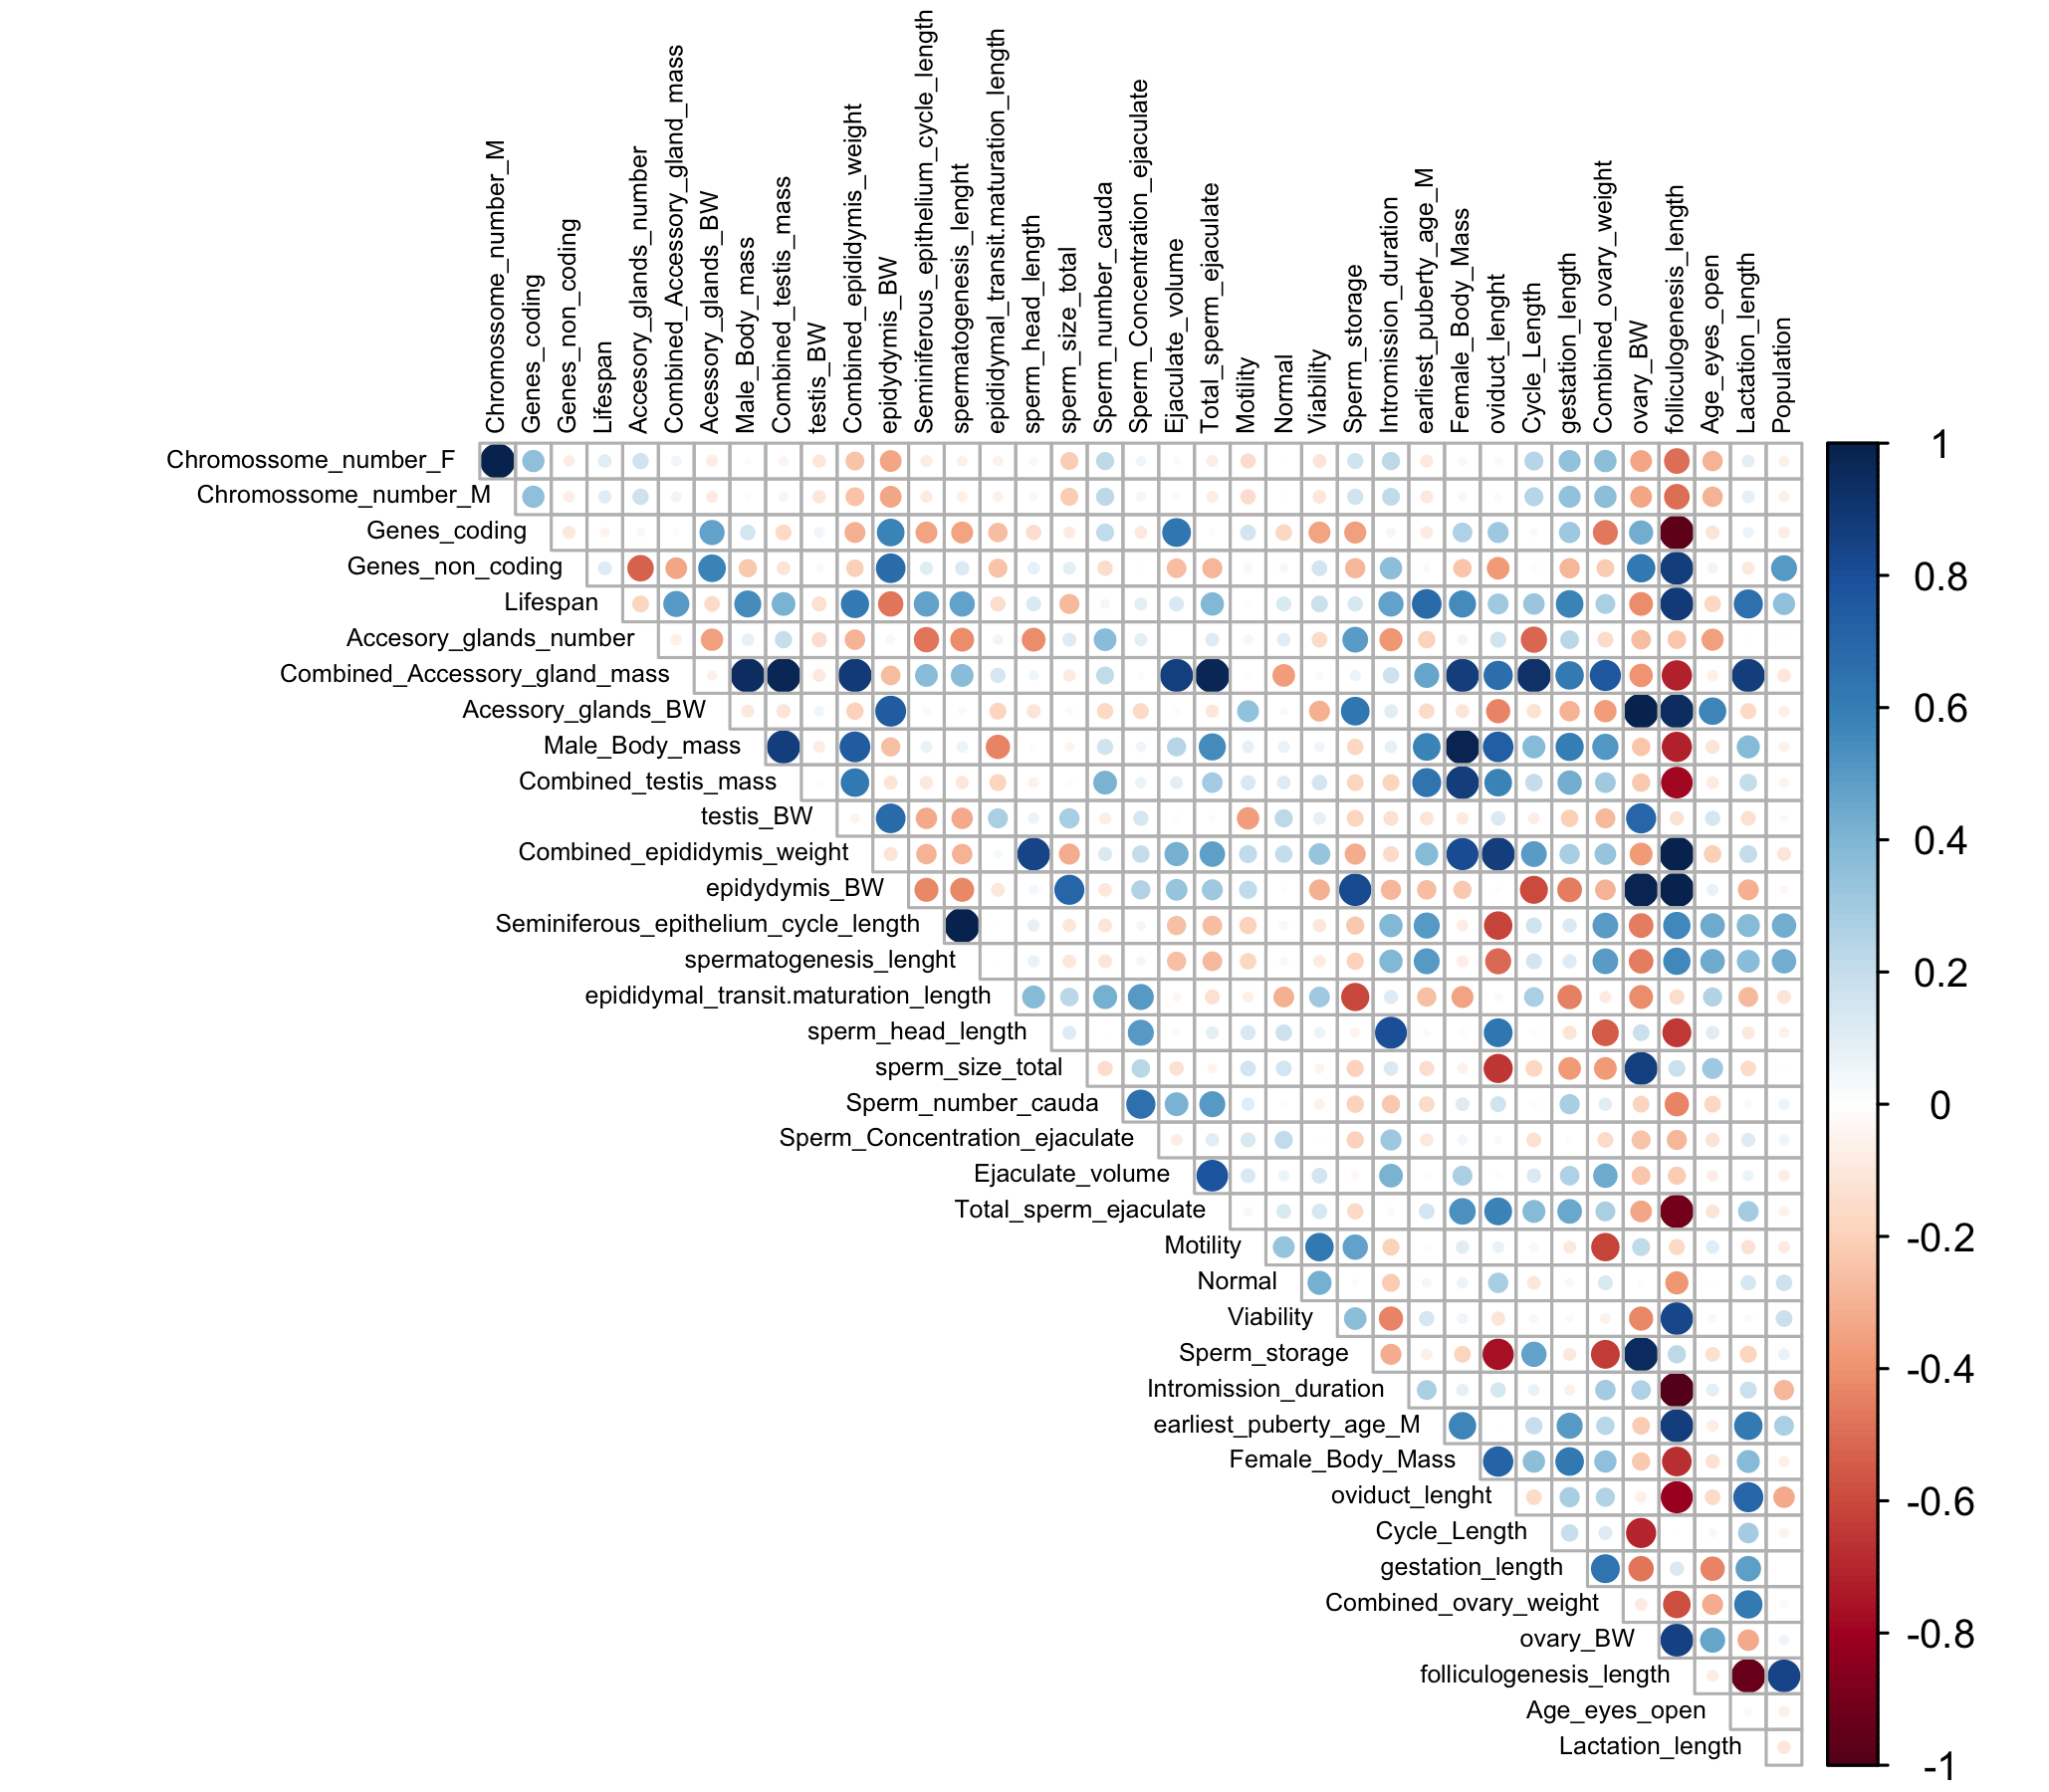 Chromossome_number_M
Genes_coding
Genes_non_coding
Lifespan
Accesory_glands_number
Combined_Accessory_gland_mass
Acessory_glands_BW
Male_Body_mass
Combined_testis_mass
testis_BW
Combined_epididymis_weight
epidydymis_BW
Seminiferous_epithelium_cycle_length
spermatogenesis_lenght
epididymal_transit.maturation_length
sperm_head_length
sperm_size_total
Sperm_number_cauda
Sperm_Concentration_ejaculate
Ejaculate_volume
Total_sperm_ejaculate
Motility
Normal
Viability
Sperm_storage
Intromission_duration
earliest_puberty_age_M
Female_Body_Mass
oviduct_lenght
Cycle_Length
gestation_length
Combined_ovary_weight
ovary_BW
folliculogenesis_length
Age_eyes_open
Lactation_length
Population
Chromossome_number_F
Chromossome_number_M
Genes_coding
Genes_non_coding
Lifespan
Accesory_glands_number
Combined_Accessory_gland_mass
Acessory_glands_BW
Male_Body_mass
Combined_testis_mass
testis_BW
Combined_epididymis_weight
epidydymis_BW
Seminiferous_epithelium_cycle_length
spermatogenesis_lenght
epididymal_transit.maturation_length
sperm_head_length
sperm_size_total
Sperm_number_cauda
Sperm_Concentration_ejaculate
Ejaculate_volume
Total_sperm_ejaculate
Motility
Normal
Viability
Sperm_storage
Intromission_duration
earliest_puberty_age_M
Female_Body_Mass
oviduct_lenght
Cycle_Length
gestation_length
Combined_ovary_weight
ovary_BW
folliculogenesis_length
Age_eyes_open
Lactation_length
1
0.8
0.6
0.4
0.2
0
-0.2
-0.4
-0.6
-0.8
-1